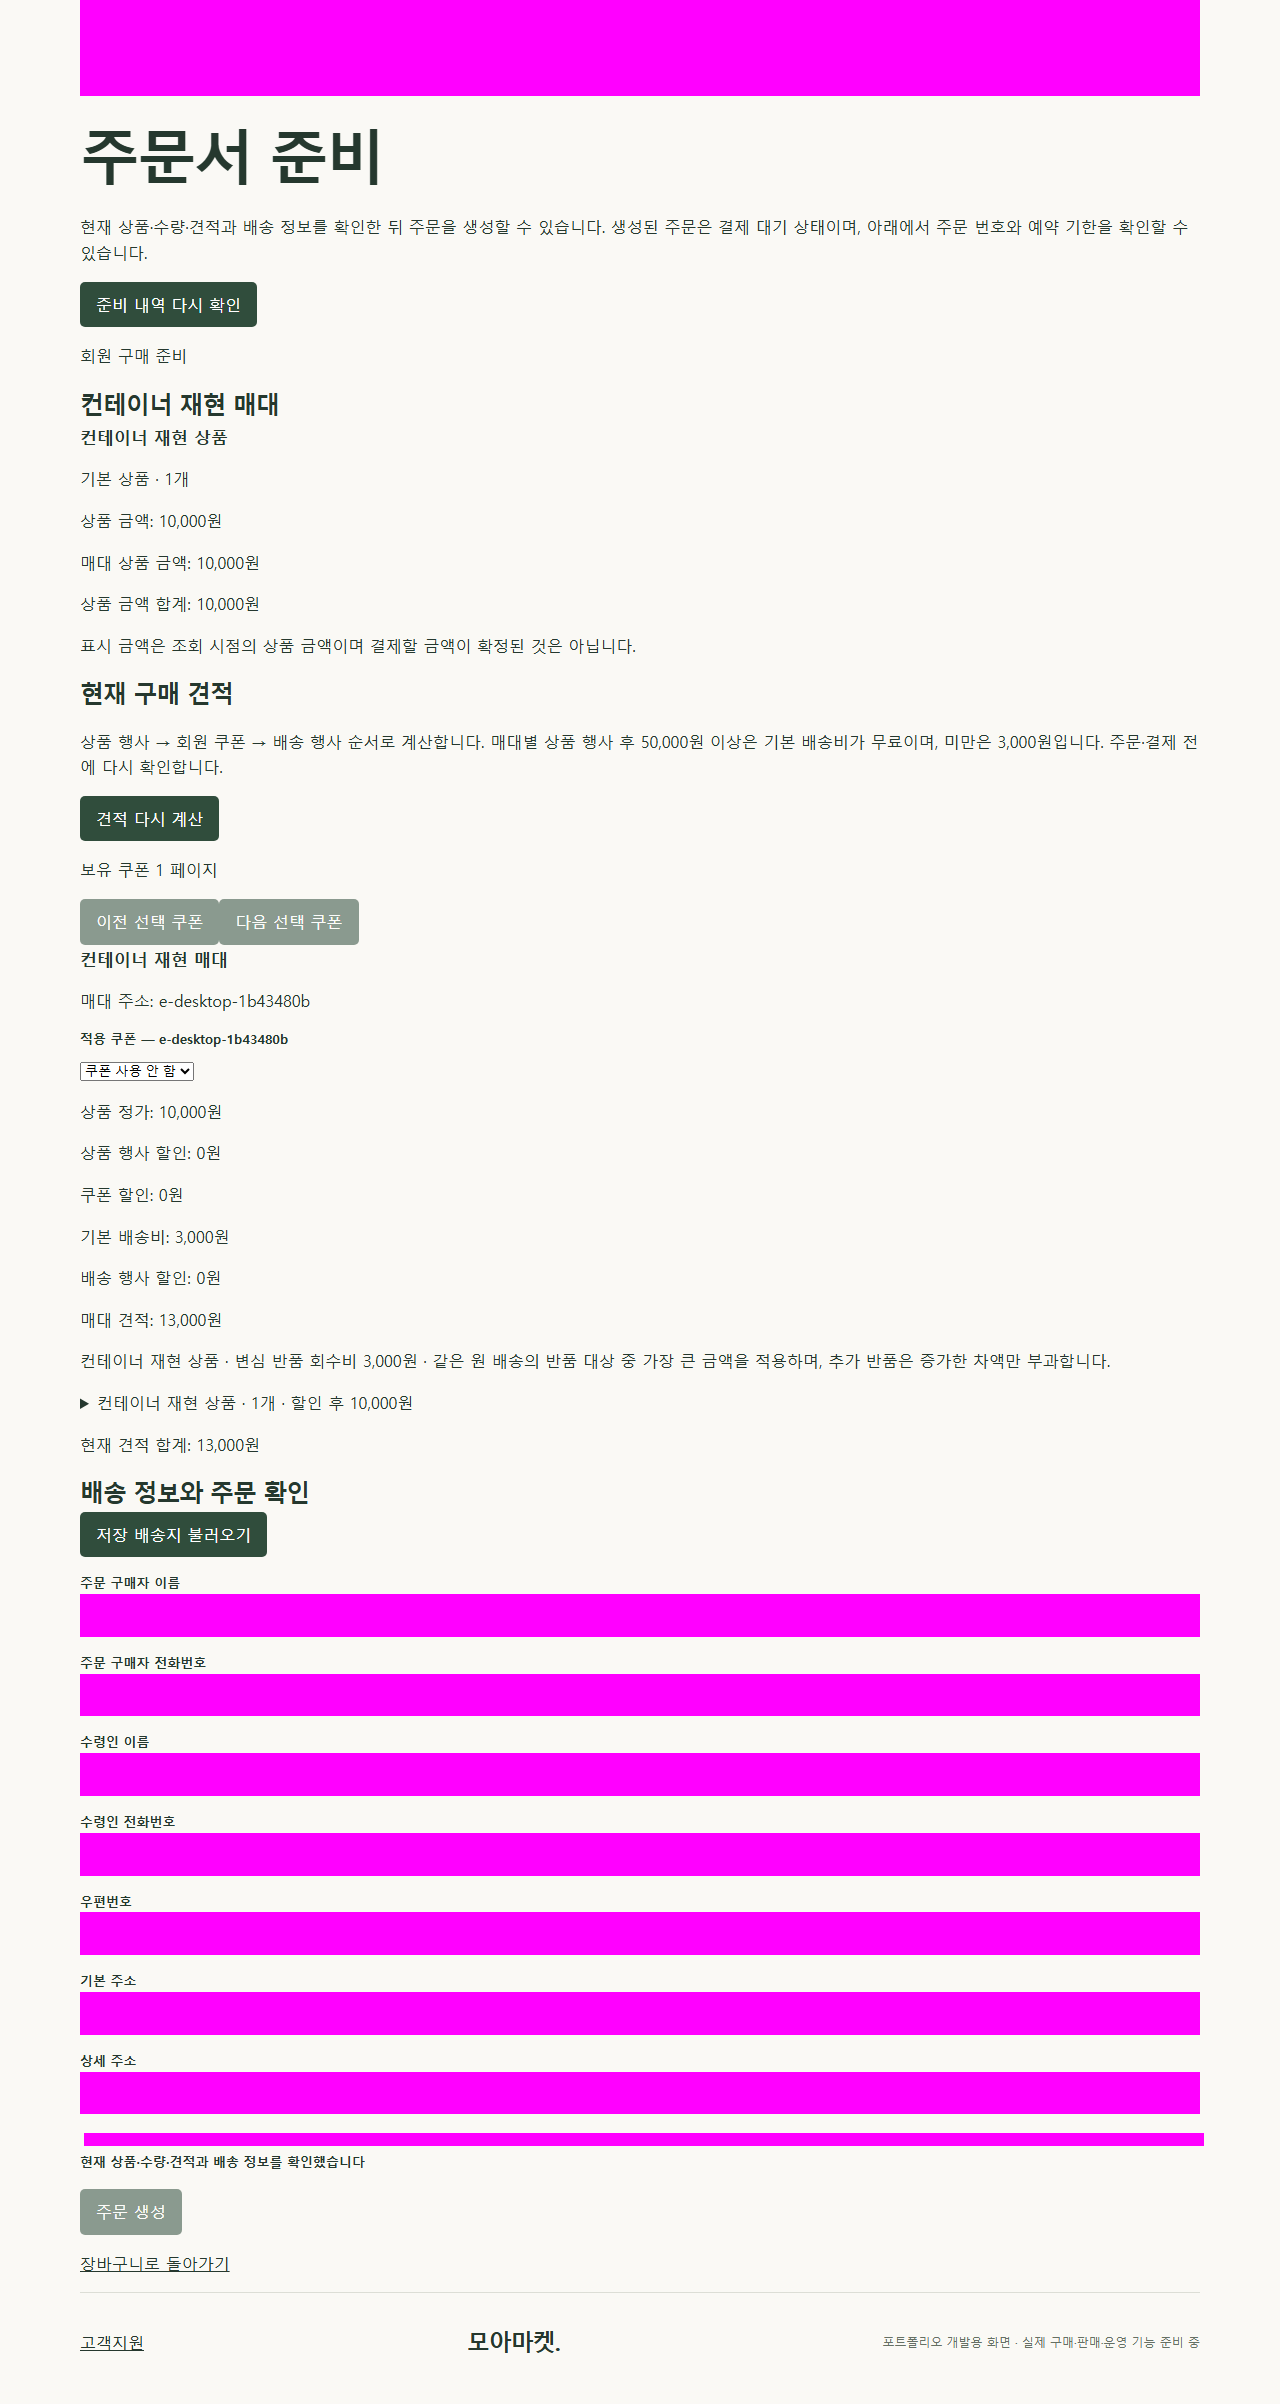 주문서 준비
현재 상품·수량·견적과 배송 정보를 확인한 뒤 주문을 생성할 수 있습니다. 생성된 주문은 결제 대기 상태이며, 아래에서 주문 번호와 예약 기한을 확인할 수
있습니다.
준비 내역 다시 확인
회원 구매 준비
컨테이너 재현 매대
컨테이너 재현 상품
기본 상품 · 1개
상품 금액: 10,000원
매대 상품 금액: 10,000원
상품 금액 합계: 10,000원
표시 금액은 조회 시점의 상품 금액이며 결제할 금액이 확정된 것은 아닙니다.
현재 구매 견적
상품 행사 → 회원 쿠폰 → 배송 행사 순서로 계산합니다. 매대별 상품 행사 후 50,000원 이상은 기본 배송비가 무료이며, 미만은 3,000원입니다. 주문·결제 전
에 다시 확인합니다.
견적 다시 계산
보유 쿠폰 1 페이지
이전 선택 쿠폰 다음 선택 쿠폰
컨테이너 재현 매대
매대 주소: e-desktop-1b43480b
적용 쿠폰 — e-desktop-1b43480b
쿠폰 사용 안 함
상품 정가: 10,000원
상품 행사 할인: 0원
쿠폰 할인: 0원
기본 배송비: 3,000원
배송 행사 할인: 0원
매대 견적: 13,000원
컨테이너 재현 상품 · 변심 반품 회수비 3,000원 · 같은 원 배송의 반품 대상 중 가장 큰 금액을 적용하며, 추가 반품은 증가한 차액만 부과합니다.
▶ 컨테이너 재현 상품 · 1개 · 할인 후 10,000원
현재 견적 합계: 13,000원
배송 정보와 주문 확인
저장 배송지 불러오기
주문 구매자 이름
주문 구매자 전화번호
수령인 이름
수령인 전화번호
우편번호
기본 주소
상세 주소
현재 상품·수량·견적과 배송 정보를 확인했습니다
주문 생성
장바구니로 돌아가기
고객지원 모아마켓. 포트폴리오 개발용 화면 · 실제 구매·판매·운영 기능 준비 중